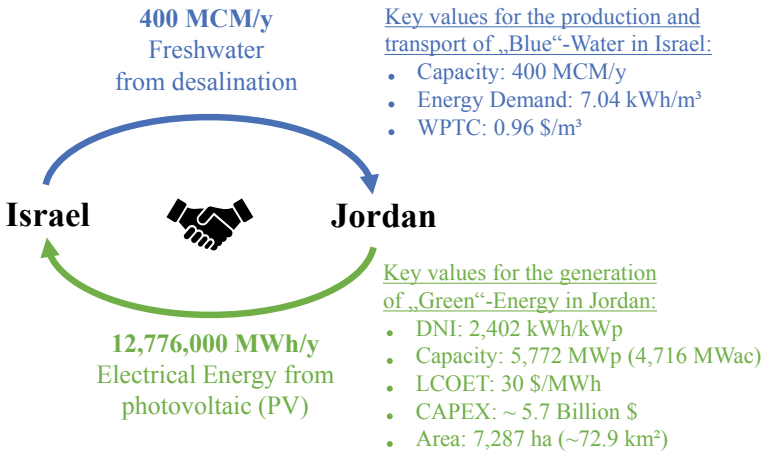 400 MCM/y
Freshwater
from desalination
Key values for the production and
transport of „Blue“-Water in Israel:
• Capacity: 400 MCM/y
• Energy Demand: 7.04 kWh/m³
• WPTC: 0.96 $/m³
Israel
Jordan
12,776,000 MWh/y
Electrical Energy from
photovoltaic (PV)
Key values for the generation
of „Green“-Energy in Jordan:
• DNI: 2,402 kWh/kWp
• Capacity: 5,772 MWp (4,716 MWac)
• LCOET: 30 $/MWh
• CAPEX: ~ 5.7 Billion $
• Area: 7,287 ha (~72.9 km²)